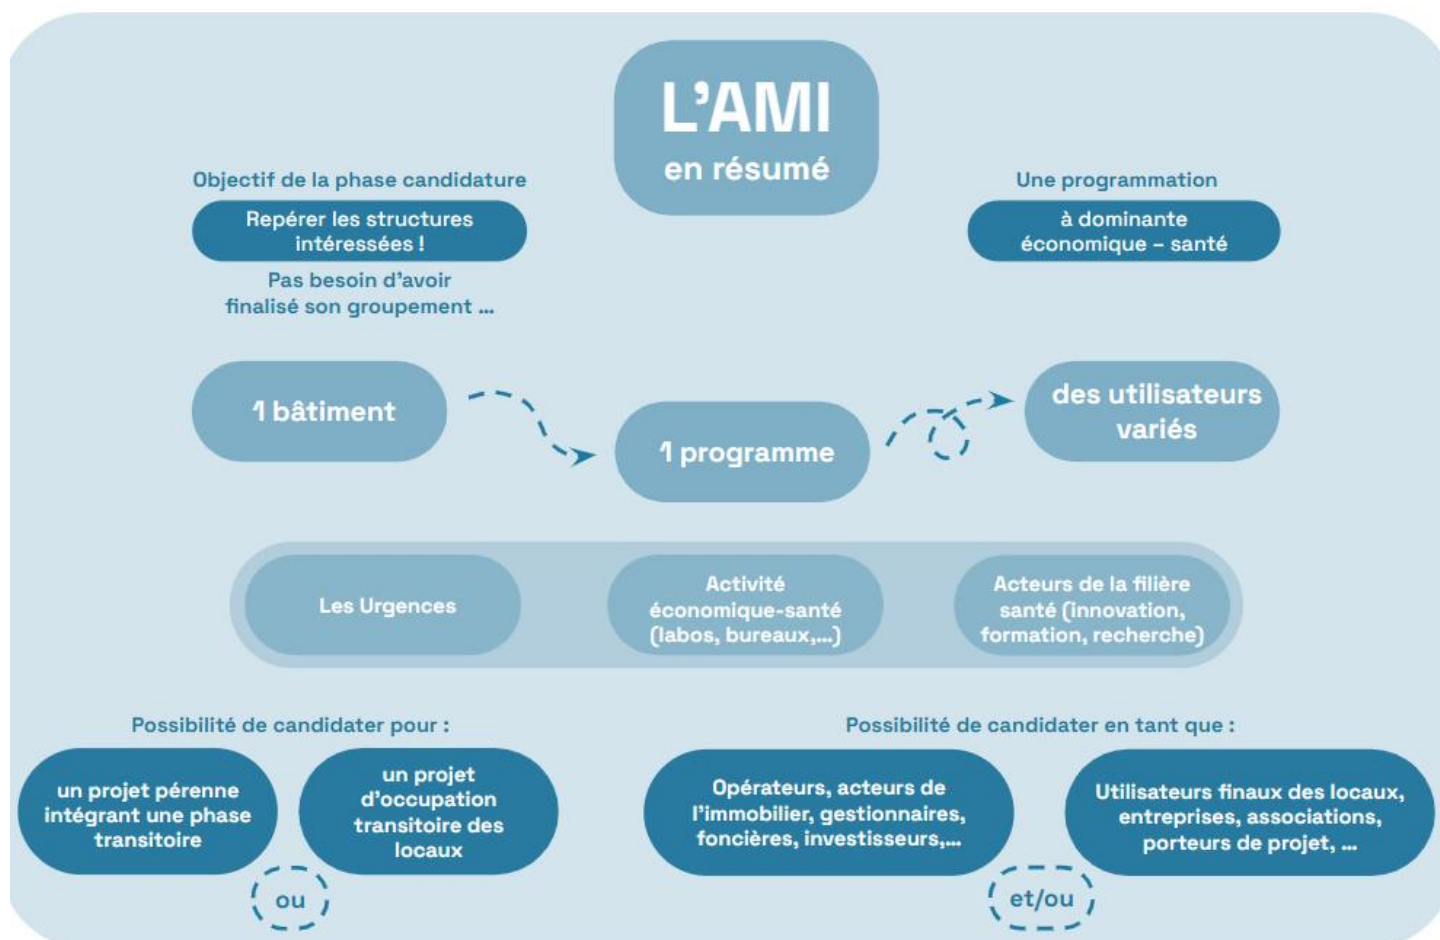 L'AMI
en résumé
Objectif de la phase candidature
Repérer les structures
intéressées !
Pas besoin d'avoir
finalisé son groupement ...
Une programmation
à dominante
économique – santé
1 bâtiment
1 programme
des utilisateurs
variés
Les Urgences
Activité
économique-santé
(labos, bureaux,...)
Acteurs de la filière
santé (innovation,
formation, recherche)
Possibilité de candidater pour :
un projet pérenne
intégrant une phase
transitoire
ou
un projet
d'occupation
transitoire des
locaux
Possibilité de candidater en tant que :
Opérateurs, acteurs de
l'immobilier, gestionnaires,
foncières, investisseurs,...
et/ou
Utilisateurs finaux des locaux,
entreprises, associations,
porteurs de projet, ...